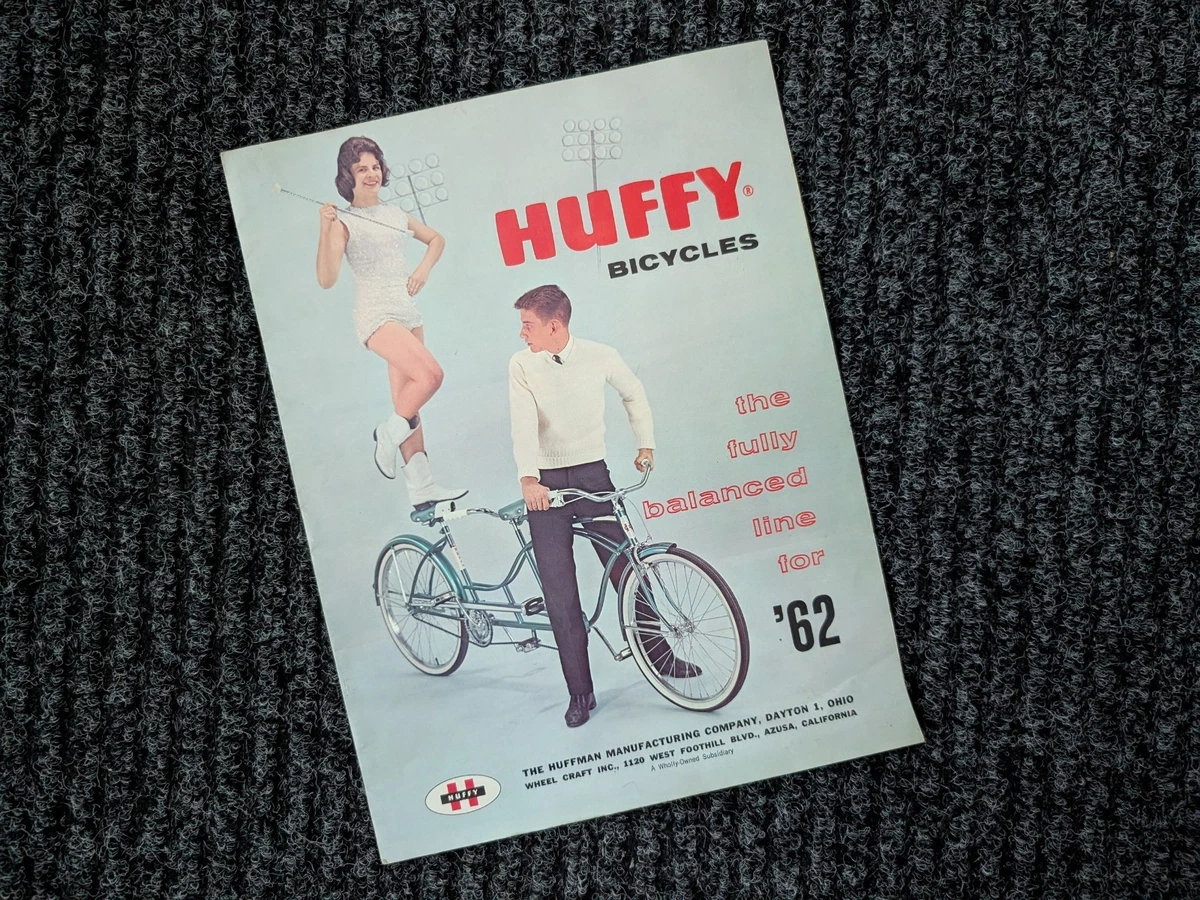 HUFFY®
BICYCLES
the
fully
balanced
line
for
'62
THE HUFFMAN MANUFACTURING COMPANY, DAYTON 1, OHIO
WHEEL CRAFT INC., 1120 WEST FOOTHILL BLVD., AZUSA, CALIFORNIA
A Wholly-Owned Subsidiary
HUFFY